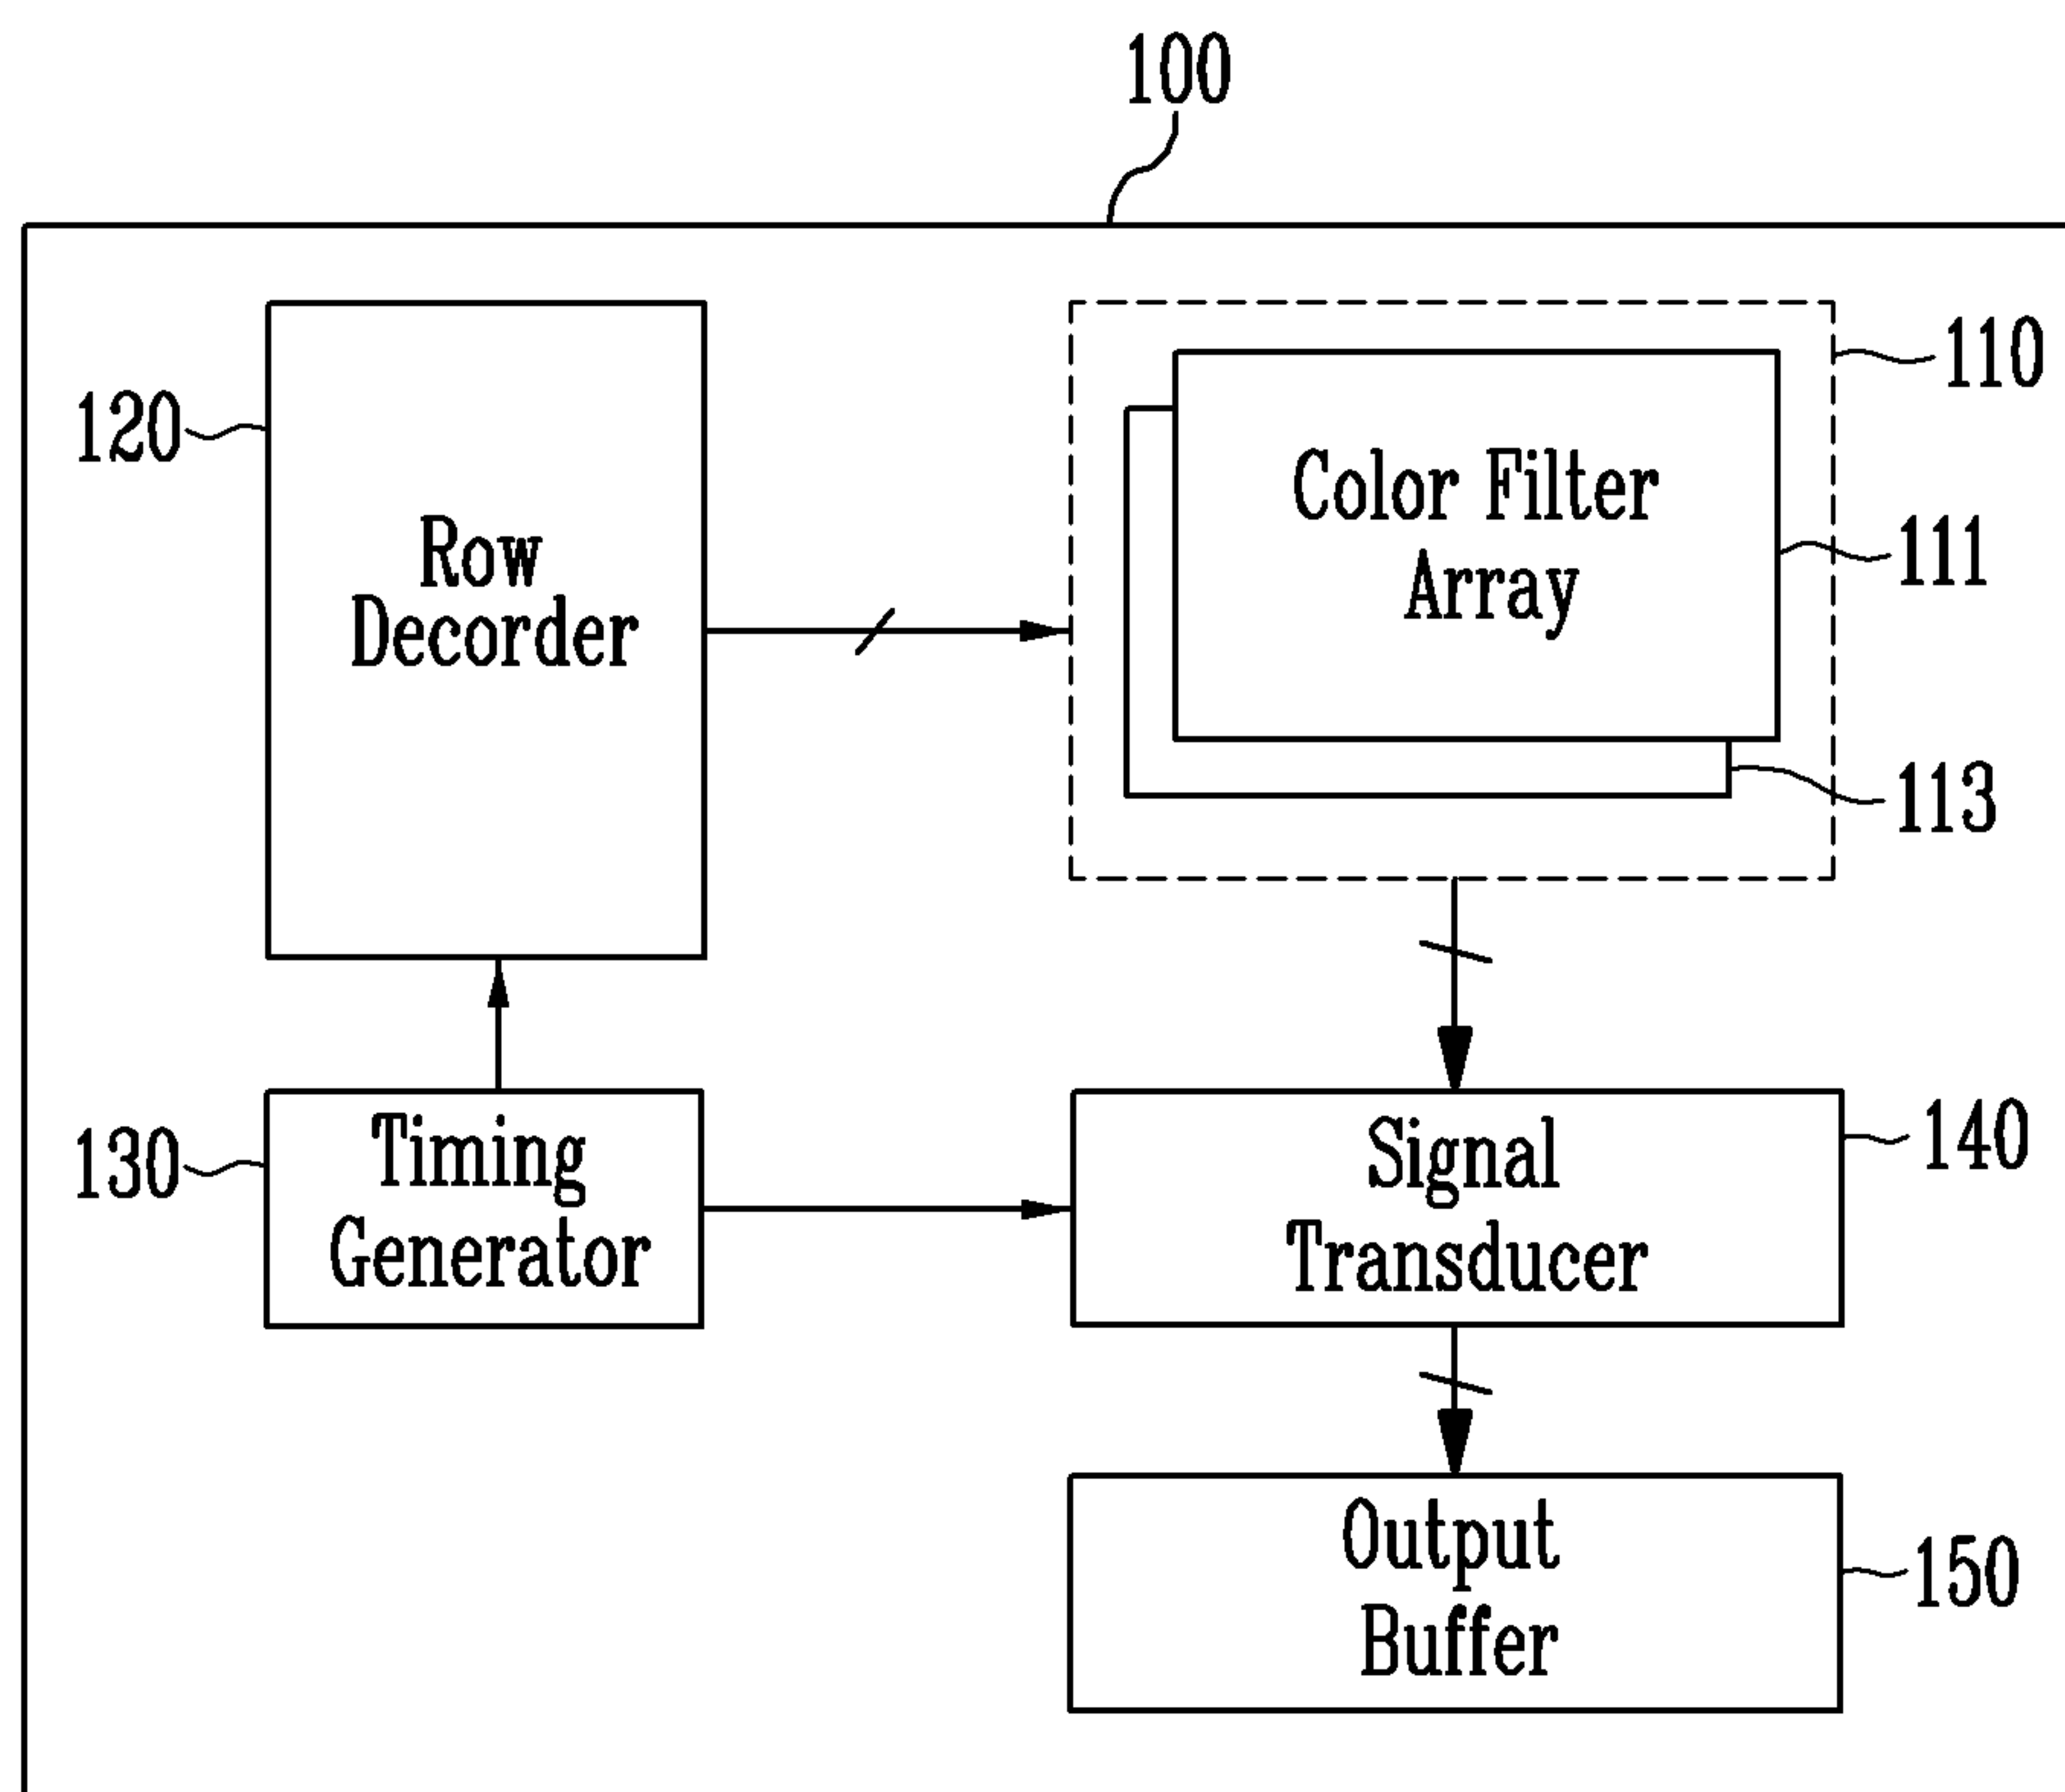 100
110
120
Row
Decorder
Color Filter
Array
111
113
130
Timing
Generator
Signal
Transducer
140
Output
Buffer
150